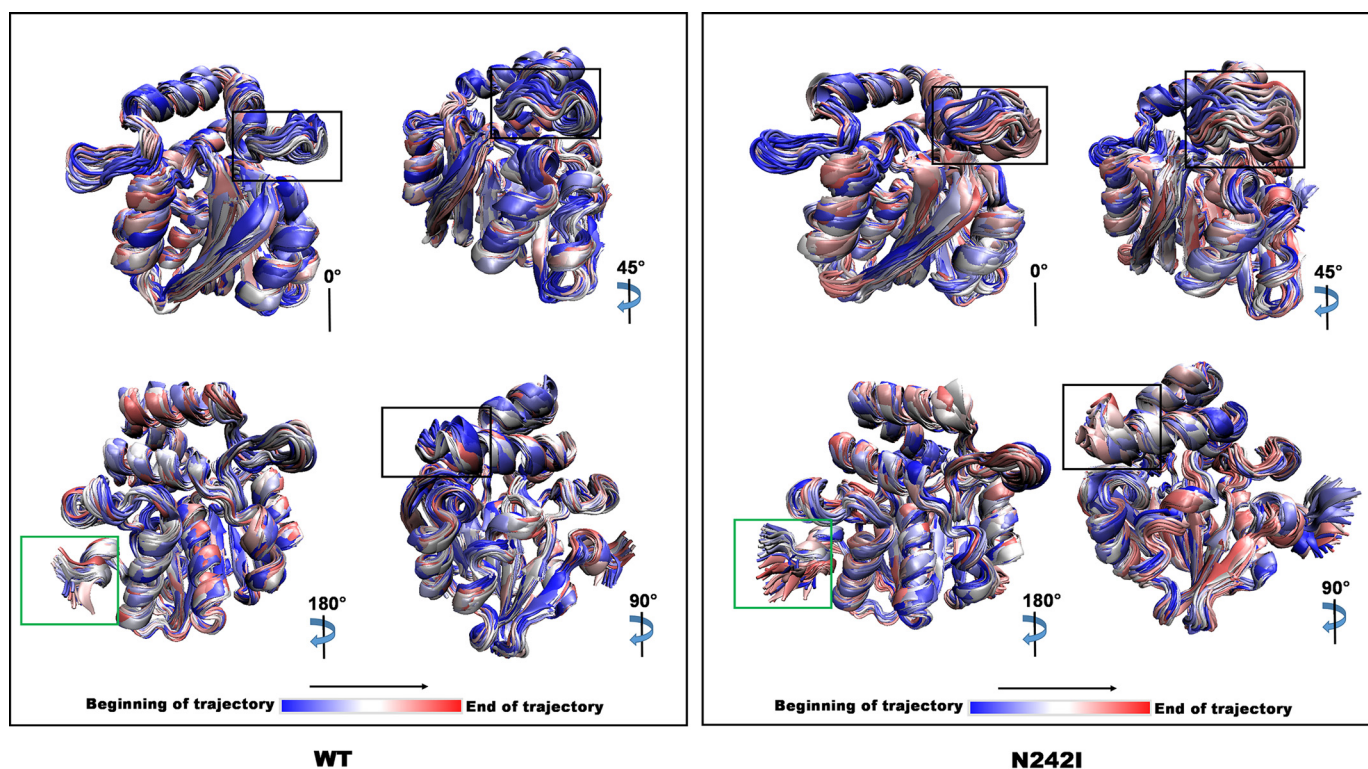 0°
45°
180°
90°
Beginning of trajectory
End of trajectory
WT
0°
45°
180°
90°
Beginning of trajectory
End of trajectory
N242I